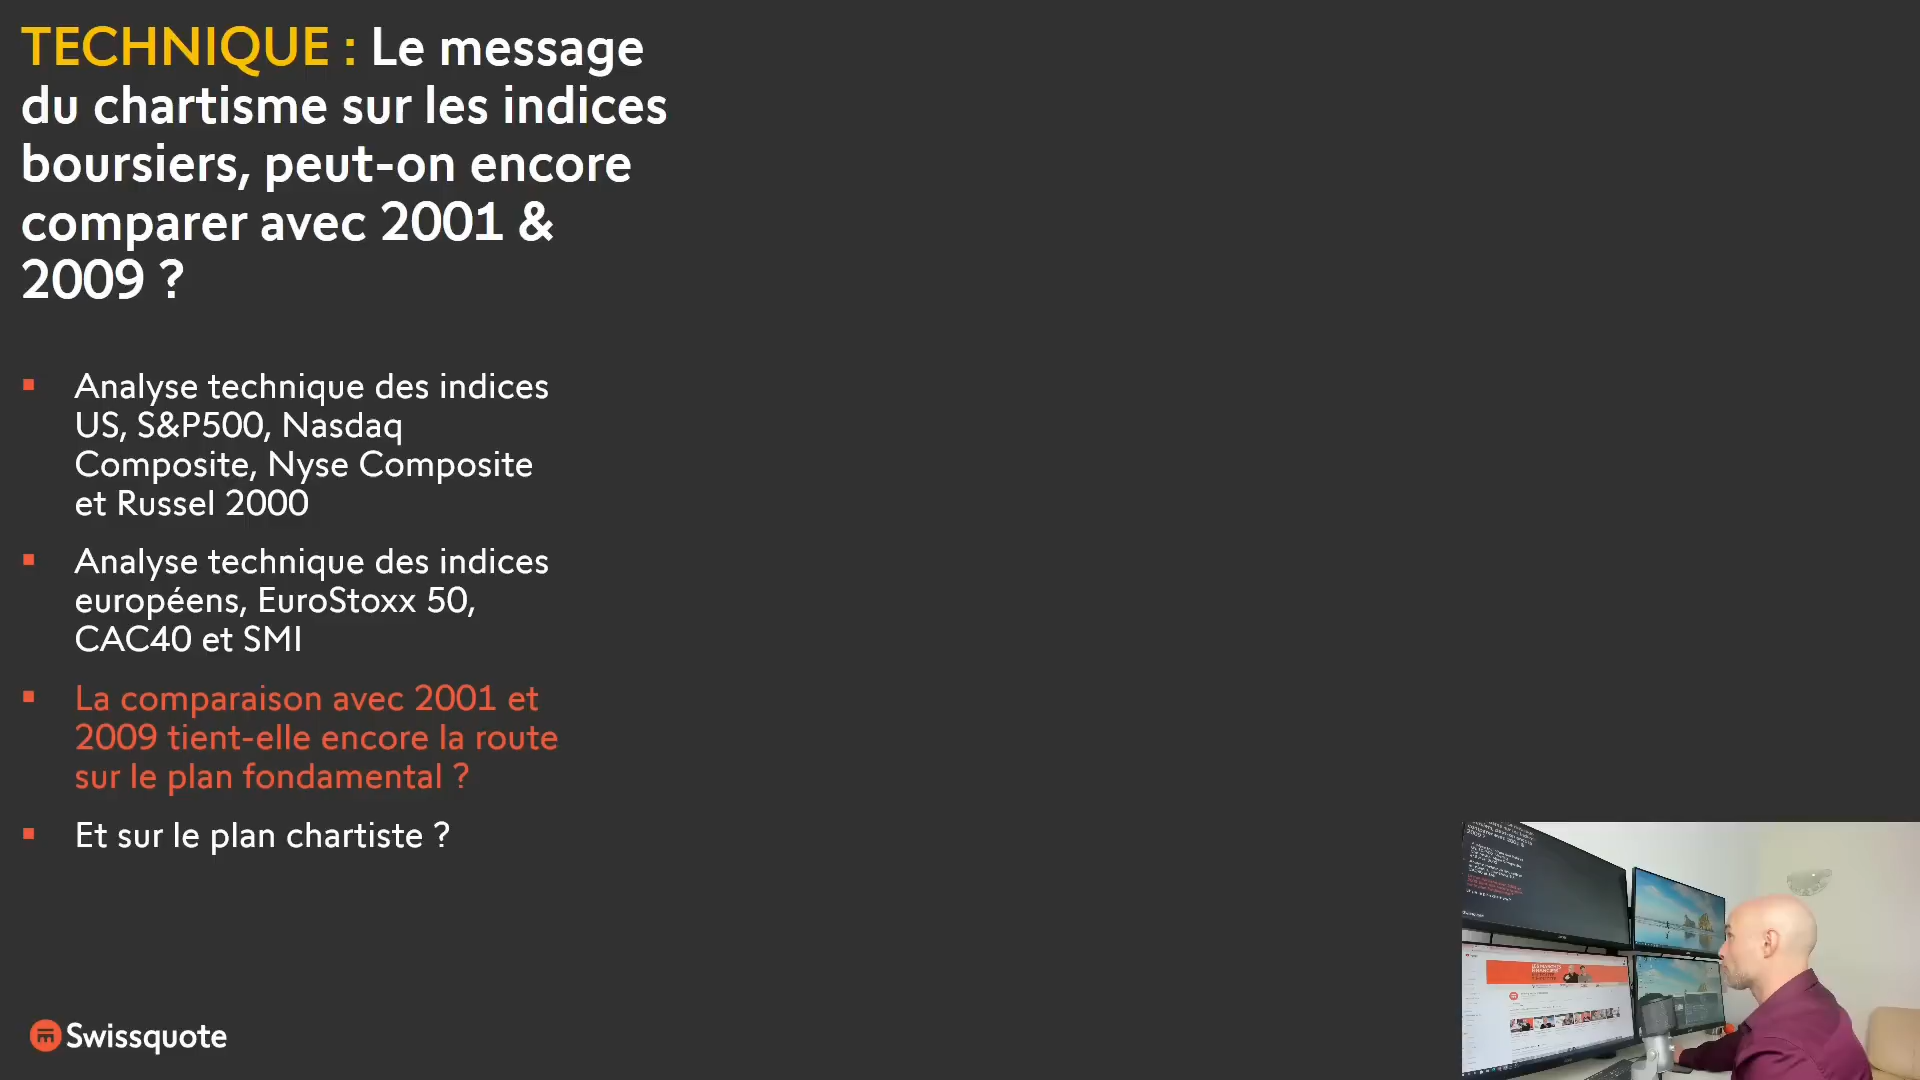 TECHNIQUE : Le message
du chartisme sur les indices
boursiers, peut-on encore
comparer avec 2001 &
2009 ?
Analyse technique des indices
US, S&P500, Nasdaq
Composite, Nyse Composite
et Russel 2000
Analyse technique des indices
européens, EuroStoxx 50,
CAC40 et SMI
La comparaison avec 2001 et
2009 tient-elle encore la route
sur le plan fondamental ?
Et sur le plan chartiste ?
Swissquote